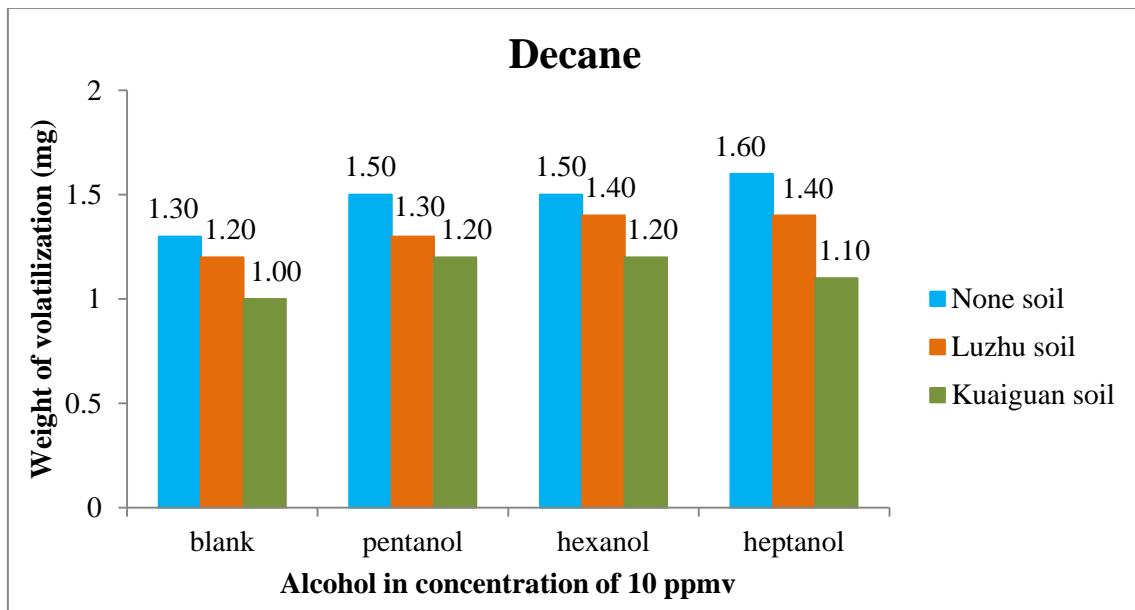 Decane
Weight of volatilization (mg)
2
1.5
1
0.5
0
1.30
1.20
1.00
1.50
1.30
1.20
1.50
1.40
1.20
1.60
1.40
1.10
blank
pentanol
hexanol
heptanol
Alcohol in concentration of 10 ppmv
None soil
Luzhu soil
Kuaiguan soil